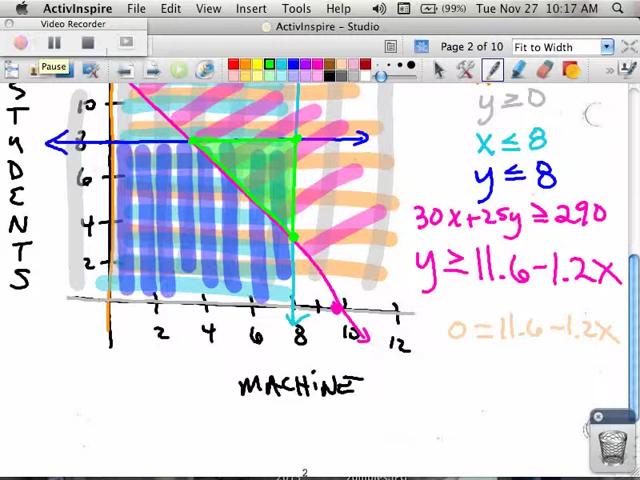 ActivInspire File Edit View Insert Tools Help (99%) Tue Nov 27 10:17 AM
Video Recorder
ActivInspire - Studio
Page 2 of 10 Fit to Width
Pause
y ≥ 0
x ≤ 8
y ≤ 8
30x+25y ≥ 290
y ≥ 11.6-1.2x
0 = 11.6-1.2x
STUDENTS
10
8
6
4
2
2 4 6 8 10 12
MACHINE
2